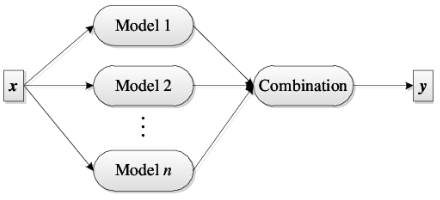 Model 1
x
Model 2
Combination
y
⋮
Model n